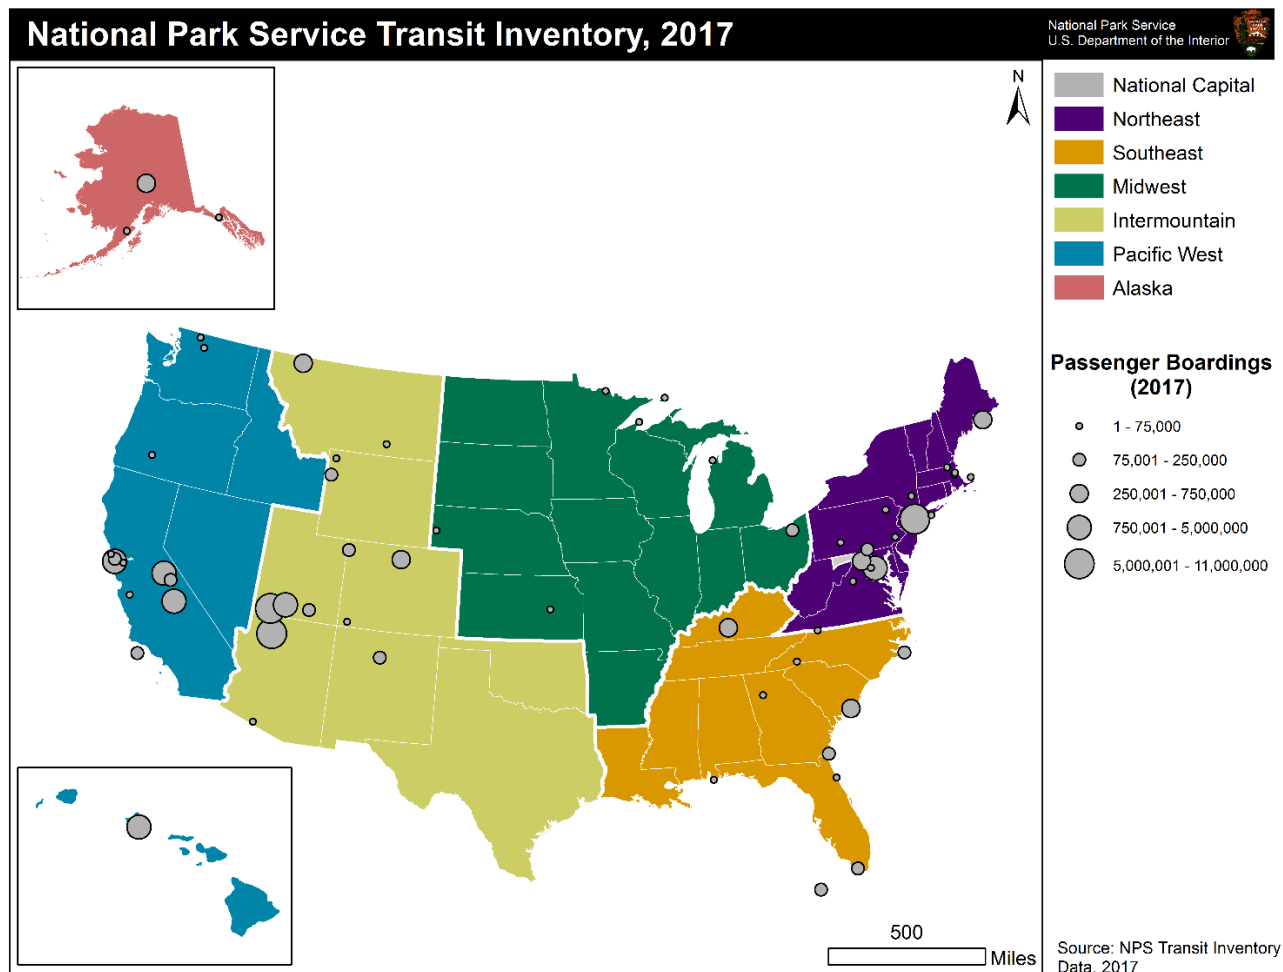 National Park Service Transit Inventory, 2017
National Park Service
U.S. Department of the Interior
N
National Capital
Northeast
Southeast
Midwest
Intermountain
Pacific West
Alaska
Passenger Boardings
(2017)
1 - 75,000
75,001 - 250,000
250,001 - 750,000
750,001 - 5,000,000
5,000,001 - 11,000,000
500
Miles
Source: NPS Transit Inventory
Data, 2017